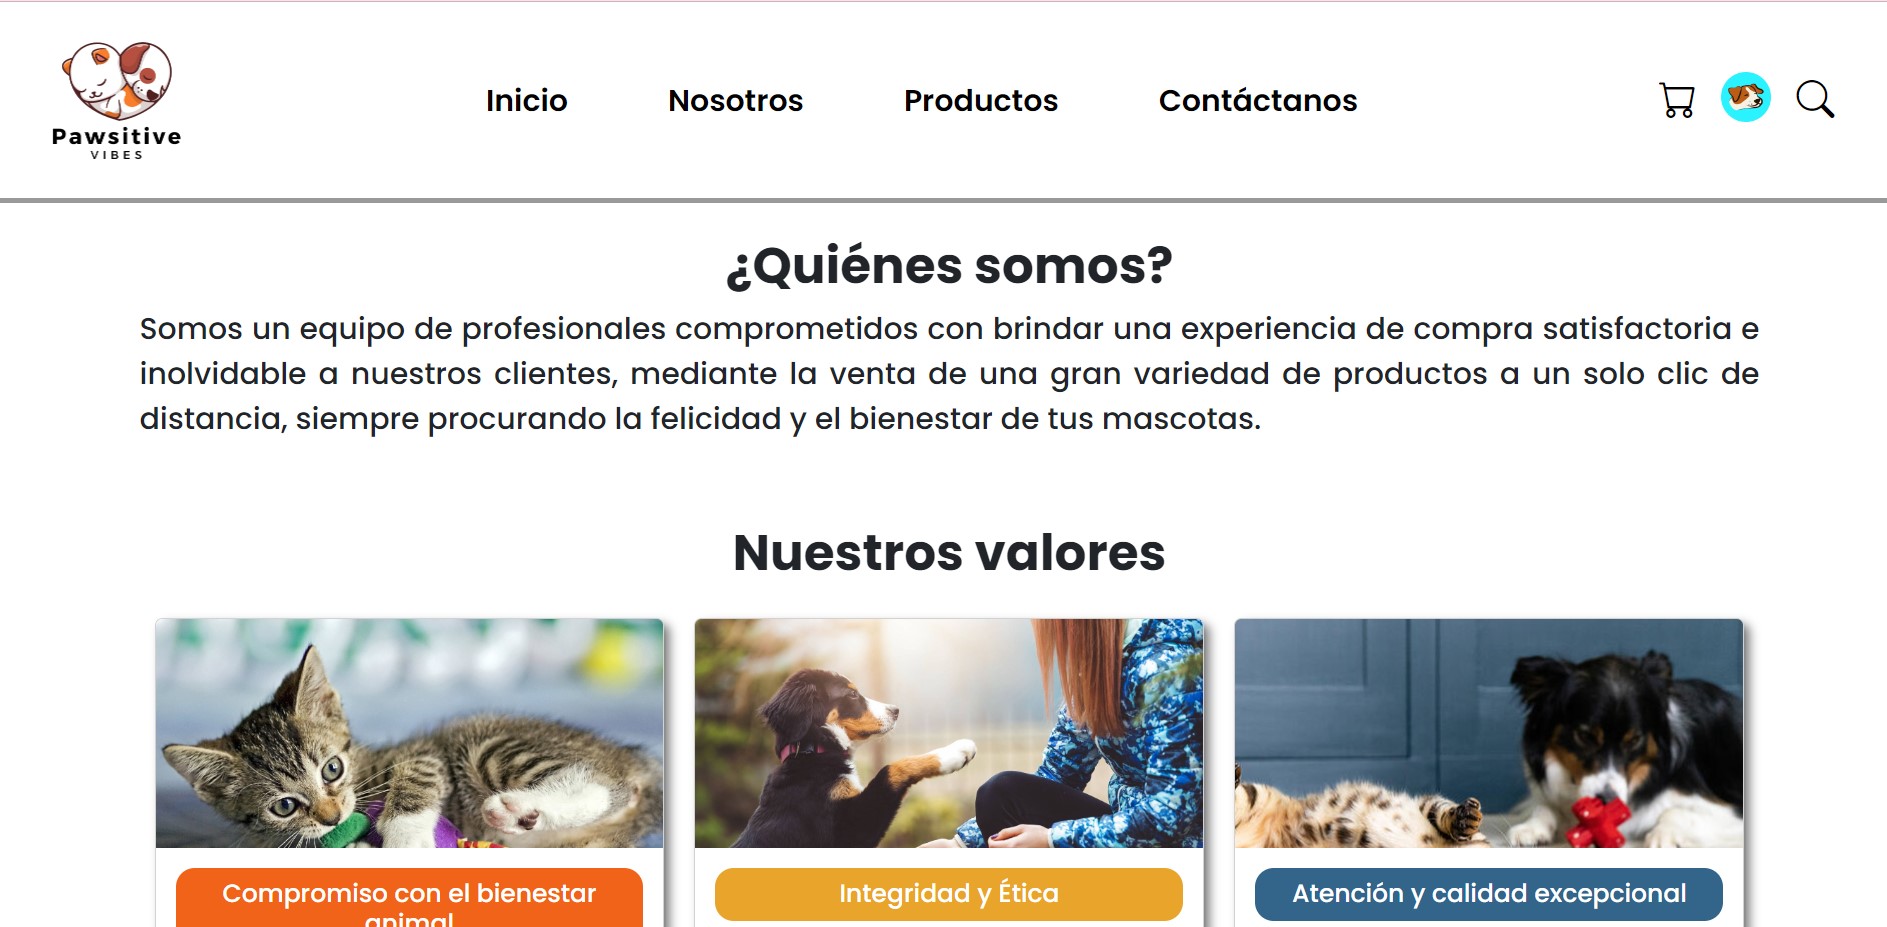 Pawsitive
VIBES
Inicio
Nosotros
Productos
Contáctanos
¿Quiénes somos?
Somos un equipo de profesionales comprometidos con brindar una experiencia de compra satisfactoria e
inolvidable a nuestros clientes, mediante la venta de una gran variedad de productos a un solo clic de
distancia, siempre procurando la felicidad y el bienestar de tus mascotas.
Nuestros valores
Compromiso con el bienestar
animal
Integridad y Ética
Atención y calidad excepcional